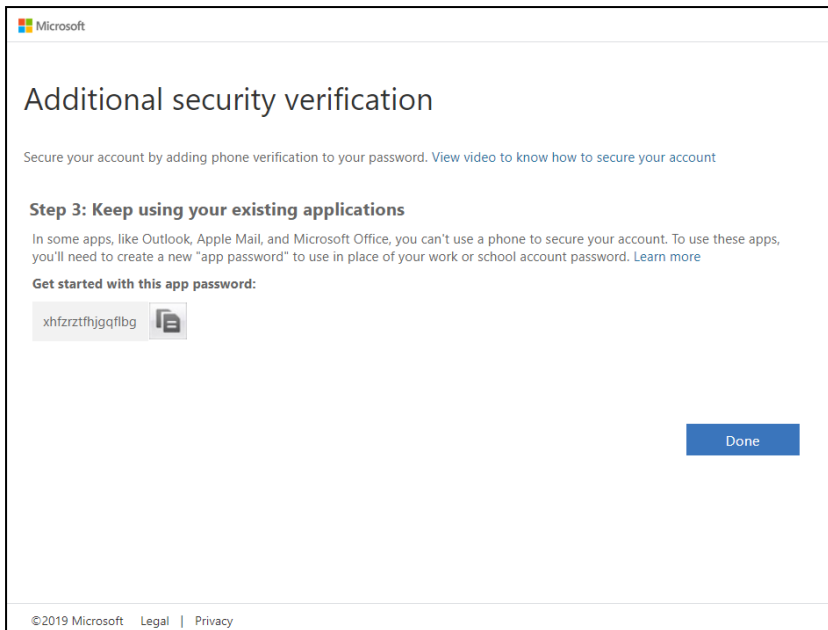 Microsoft
Additional security verification
Secure your account by adding phone verification to your password. View video to know how to secure your account
Step 3: Keep using your existing applications
In some apps, like Outlook, Apple Mail, and Microsoft Office, you can't use a phone to secure your account. To use these apps,
you'll need to create a new "app password" to use in place of your work or school account password. Learn more
Get started with this app password:
xhfzrztfhjgqflbg
Done
©2019 Microsoft Legal | Privacy